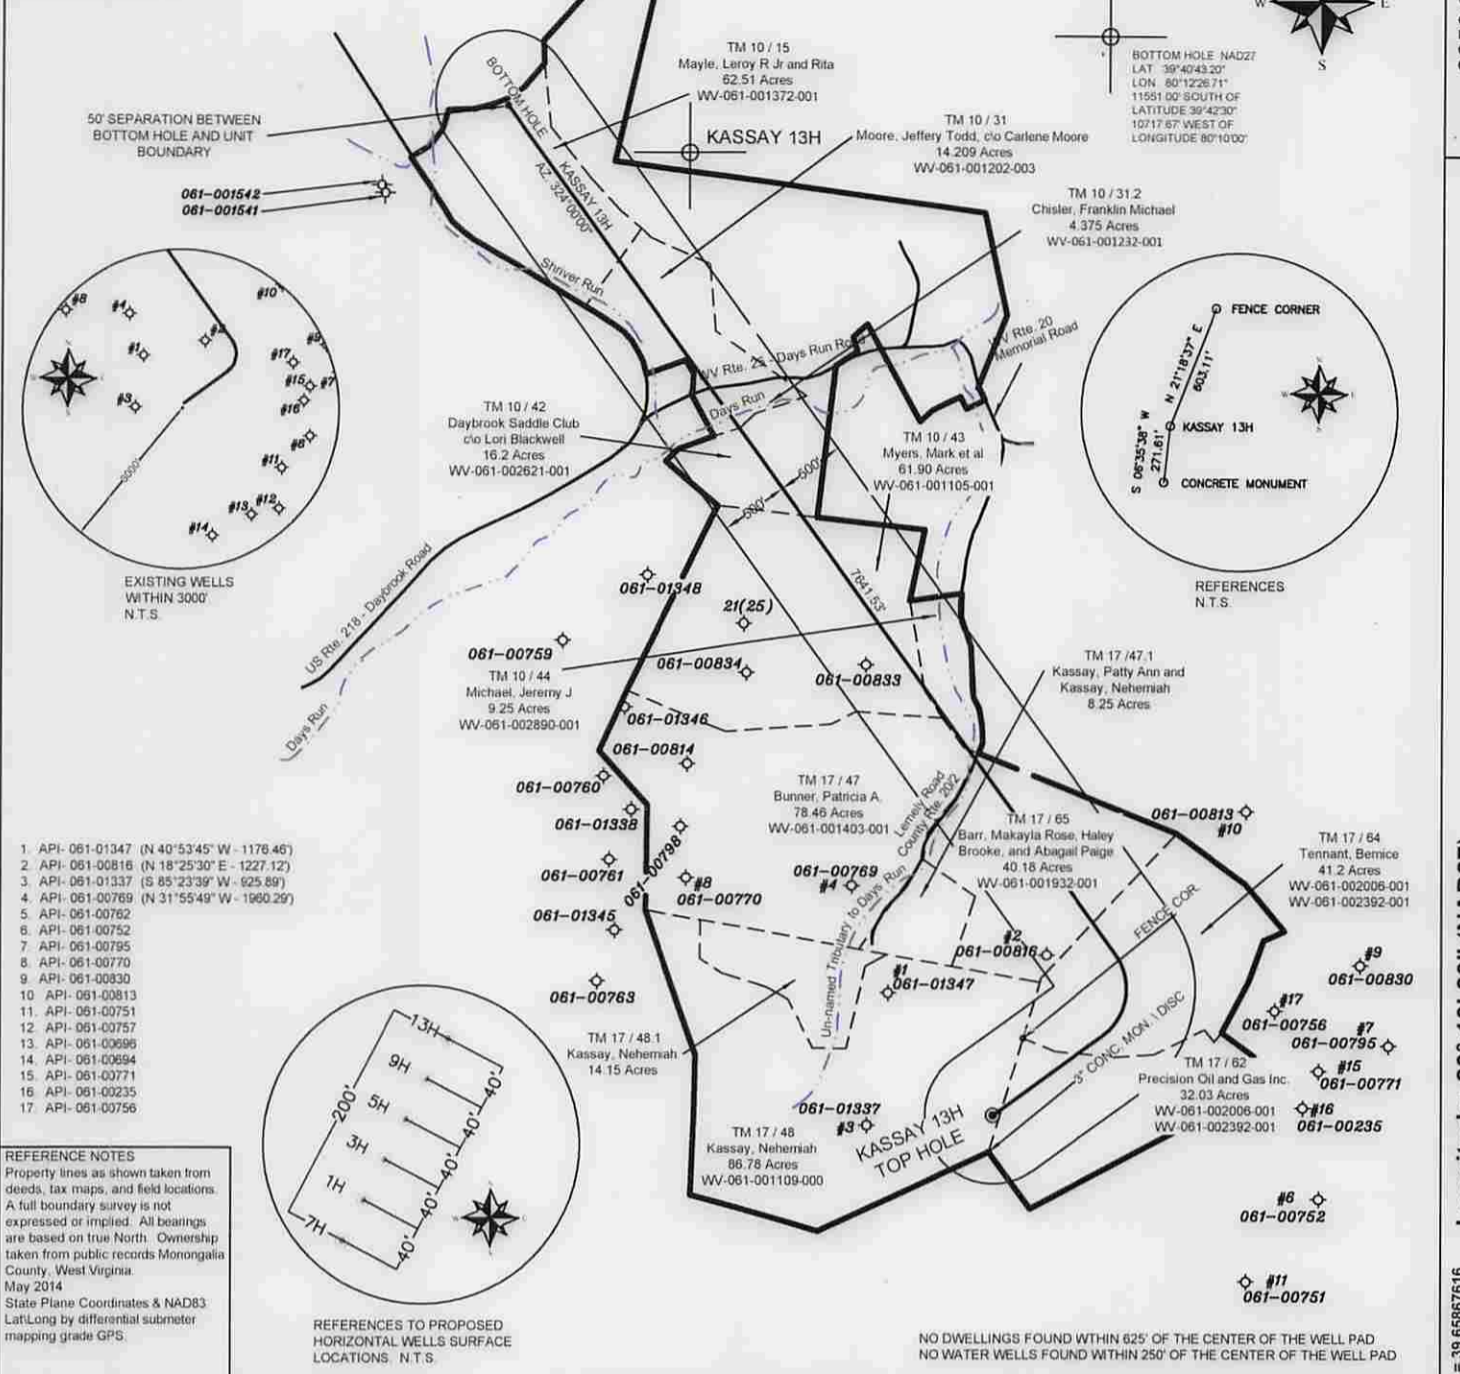 W
E
S
BOTTOM HOLE NAD27
LAT 39°40'43.20"
LON 80°12'26.71"
11551.00' SOUTH OF
LATITUDE 39°42'30"
10717.67' WEST OF
LONGITUDE 80°10'00"
TM 10 / 15
Mayle, Leroy R Jr and Rita
62.51 Acres
WV-061-001372-001
KASSAY 13H
TM 10 / 31
Moore, Jeffery Todd, c\o Carlene Moore
14.209 Acres
WV-061-001202-003
TM 10 / 31.2
Chisler, Franklin Michael
4.375 Acres
WV-061-001232-001
50' SEPARATION BETWEEN
BOTTOM HOLE AND UNIT
BOUNDARY
061-001542
061-001541
BOTTOM HOLE
KASSAY 13H
AZ. 324°00'00"
Shriver Run
WV Rte. 25 - Days Run Road
Days Run
WV Rte. 20
Memorial Road
#8
#4
#10
#2
#1
#9
#17
#15
#7
#16
#3
#6
#11
#12
#13
#14
3000'
EXISTING WELLS
WITHIN 3000'
N.T.S.
FENCE CORNER
N 21°18'37" E
603.11'
KASSAY 13H
S 06°35'38" W
271.61'
CONCRETE MONUMENT
REFERENCES
N.T.S.
TM 10 / 42
Daybrook Saddle Club
c\o Lori Blackwell
16.2 Acres
WV-061-002621-001
TM 10 / 43
Myers, Mark et al
61.90 Acres
WV-061-001105-001
500'
500'
7641.53'
US Rte. 218 - Daybrook Road
Days Run
061-01348
21(25)
061-00759
061-00834
061-00833
TM 10 / 44
Michael, Jeremy J
9.25 Acres
WV-061-002890-001
TM 17 /47.1
Kassay, Patty Ann and
Kassay, Nehemiah
8.25 Acres
061-01346
061-00814
061-00760
061-01338
061-00798
061-00761
#8
061-00770
061-01345
061-00763
TM 17 / 47
Bunner, Patricia A.
78.46 Acres
WV-061-001403-001
Lemely Road
County Rte. 20/2
061-00769
#4
TM 17 / 65
Barr, Makayla Rose, Haley
Brooke, and Abagail Paige
40.18 Acres
WV-061-001932-001
061-00813
#10
TM 17 / 64
Tennant, Bernice
41.2 Acres
WV-061-002006-001
WV-061-002392-001
FENCE COR.
#2
061-00816
#1
061-01347
Un-named Tributary to Days Run
#9
061-00830
#17
061-00756
#7
061-00795
#15
061-00771
#16
061-00235
TM 17 / 62
Precision Oil and Gas Inc.
32.03 Acres
WV-061-002006-001
WV-061-002392-001
3" CONC. MON. \ DISC
TM 17 / 48.1
Kassay, Nehemiah
14.15 Acres
061-01337
#3
KASSAY 13H
TOP HOLE
TM 17 / 48
Kassay, Nehemiah
86.78 Acres
WV-061-001109-000
#6
061-00752
#11
061-00751
1. API- 061-01347 (N 40°53'45" W - 1176.46')
2. API- 061-00816 (N 18°25'30" E - 1227.12')
3. API- 061-01337 (S 85°23'39" W - 925.89')
4. API- 061-00769 (N 31°55'49" W - 1960.29')
5. API- 061-00762
6. API- 061-00752
7. API- 061-00795
8. API- 061-00770
9. API- 061-00830
10 API- 061-00813
11. API- 061-00751
12. API- 061-00757
13. API- 061-00696
14. API- 061-00694
15. API- 061-00771
16. API- 061-00235
17. API- 061-00756
13H
9H
5H
3H
1H
7H
200'
40'
40'
40'
40'
40'
REFERENCES TO PROPOSED
HORIZONTAL WELLS SURFACE
LOCATIONS. N.T.S.
REFERENCE NOTES
Property lines as shown taken from
deeds, tax maps, and field locations.
A full boundary survey is not
expressed or implied. All bearings
are based on true North. Ownership
taken from public records Monongalia
County, West Virginia.
May 2014
State Plane Coordinates & NAD83
Lat\Long by differential submeter
mapping grade GPS.
NO DWELLINGS FOUND WTHIN 625' OF THE CENTER OF THE WELL PAD
NO WATER WELLS FOUND WITHIN 250' OF THE CENTER OF THE WELL PAD